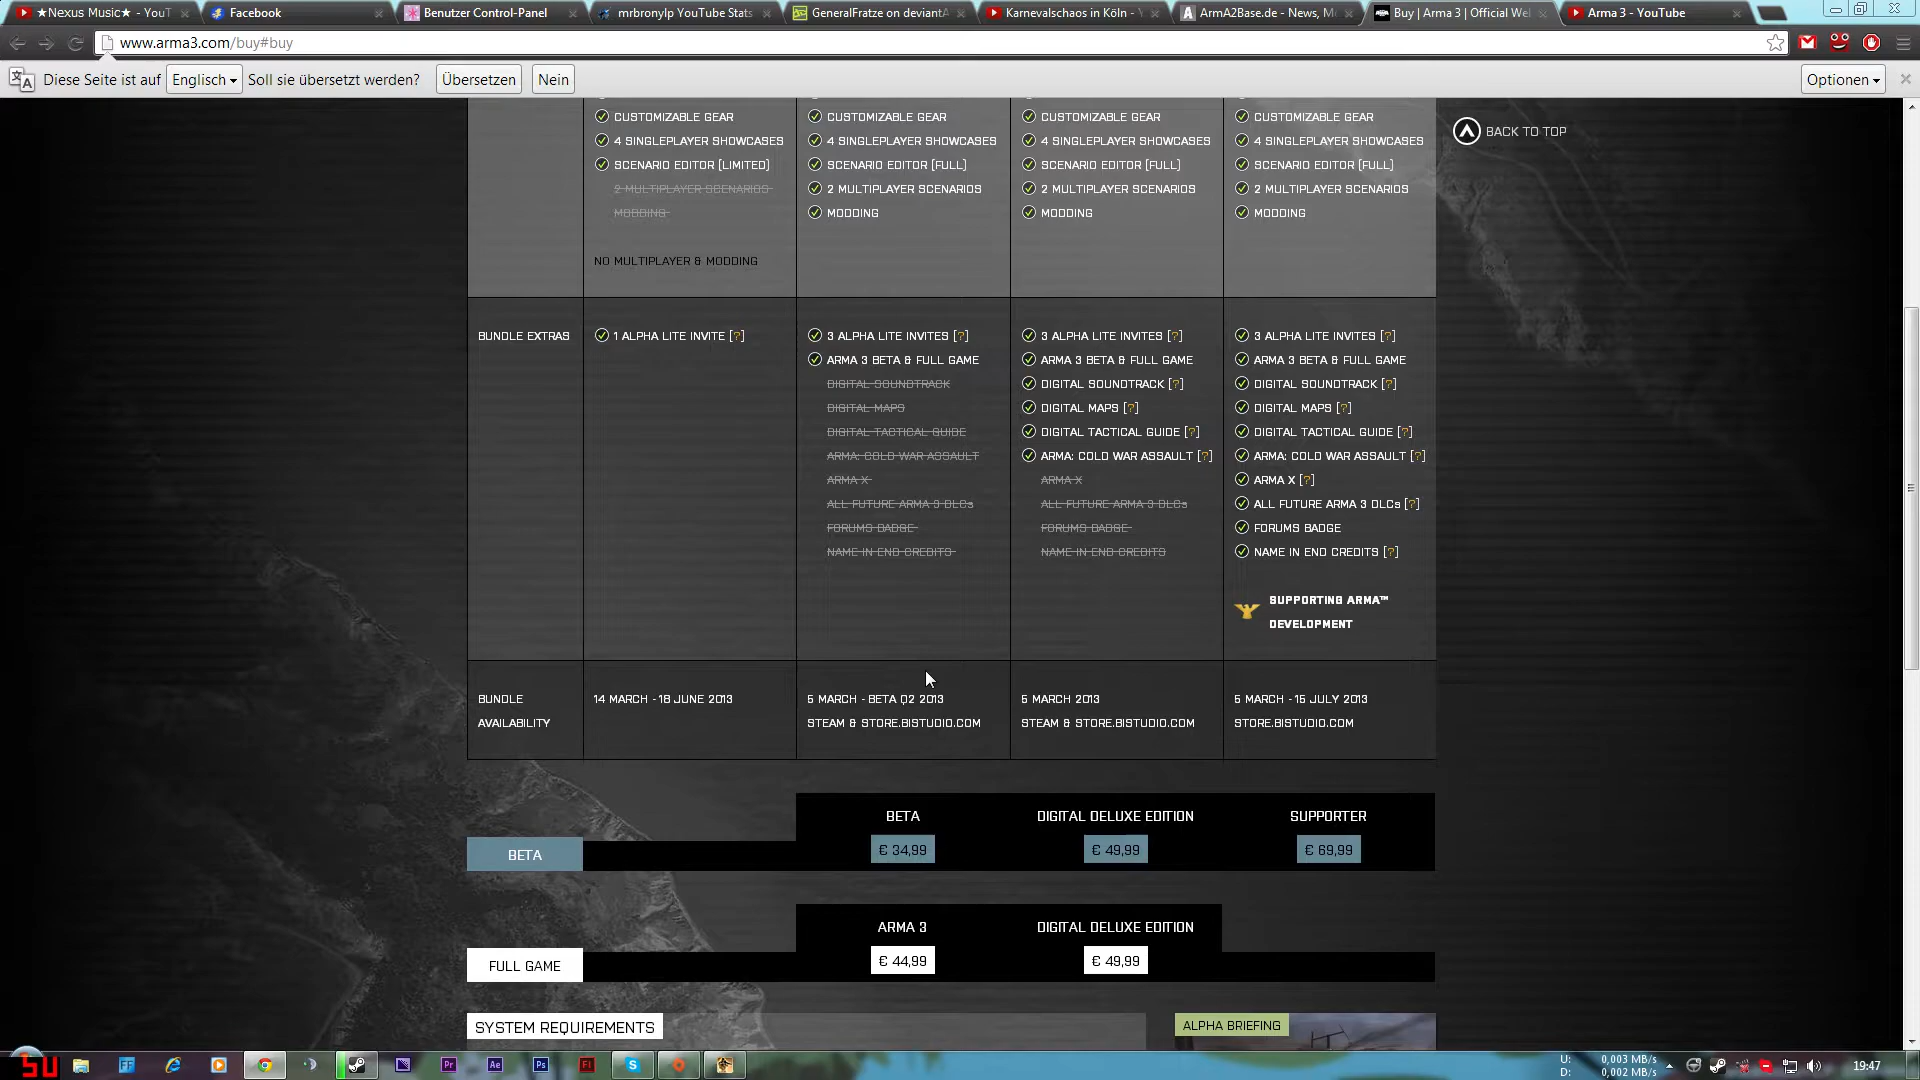 ★Nexus Music★ - YouT
Facebook
Benutzer Control-Panel
mrbronylp YouTube Stats
GeneralFratze on deviantA
Karnevalschaos in Köln - Y
ArmA2Base.de - News, M
Buy | Arma 3 | Official Wel
Arma 3 - YouTube
www.arma3.com/buy#buy
Diese Seite ist auf Englisch Soll sie übersetzt werden? Übersetzen Nein Optionen
CUSTOMIZABLE GEAR CUSTOMIZABLE GEAR CUSTOMIZABLE GEAR CUSTOMIZABLE GEAR
BACK TO TOP
4 SINGLEPLAYER SHOWCASES 4 SINGLEPLAYER SHOWCASES 4 SINGLEPLAYER SHOWCASES 4 SINGLEPLAYER SHOWCASES
SCENARIO EDITOR [LIMITED] SCENARIO EDITOR [FULL] SCENARIO EDITOR [FULL] SCENARIO EDITOR [FULL]
2 MULTIPLAYER SCENARIOS 2 MULTIPLAYER SCENARIOS 2 MULTIPLAYER SCENARIOS 2 MULTIPLAYER SCENARIOS
MODDING MODDING MODDING MODDING
NO MULTIPLAYER & MODDING
BUNDLE EXTRAS 1 ALPHA LITE INVITE [?] 3 ALPHA LITE INVITES [?] 3 ALPHA LITE INVITES [?] 3 ALPHA LITE INVITES [?]
ARMA 3 BETA & FULL GAME ARMA 3 BETA & FULL GAME ARMA 3 BETA & FULL GAME
DIGITAL SOUNDTRACK DIGITAL SOUNDTRACK [?] DIGITAL SOUNDTRACK [?]
DIGITAL MAPS DIGITAL MAPS [?] DIGITAL MAPS [?]
DIGITAL TACTICAL GUIDE DIGITAL TACTICAL GUIDE [?] DIGITAL TACTICAL GUIDE [?]
ARMA: COLD WAR ASSAULT ARMA: COLD WAR ASSAULT [?] ARMA: COLD WAR ASSAULT [?]
ARMA X ARMA X ARMA X [?]
ALL FUTURE ARMA 3 DLCs ALL FUTURE ARMA 3 DLCs ALL FUTURE ARMA 3 DLCs [?]
FORUMS BADGE FORUMS BADGE FORUMS BADGE
NAME IN END CREDITS NAME IN END CREDITS NAME IN END CREDITS [?]
SUPPORTING ARMA™
DEVELOPMENT
BUNDLE 14 MARCH - 18 JUNE 2013 5 MARCH - BETA Q2 2013 5 MARCH 2013 5 MARCH - 15 JULY 2013
AVAILABILITY STEAM & STORE.BISTUDIO.COM STEAM & STORE.BISTUDIO.COM STORE.BISTUDIO.COM
BETA DIGITAL DELUXE EDITION SUPPORTER
BETA € 34,99 € 49,99 € 69,99
ARMA 3 DIGITAL DELUXE EDITION
FULL GAME € 44,99 € 49,99
SYSTEM REQUIREMENTS ALPHA BRIEFING
50
FF
Pr
Ae
Ps
Fl
U: 0,003 MB/s
D: 0,002 MB/s
19:47